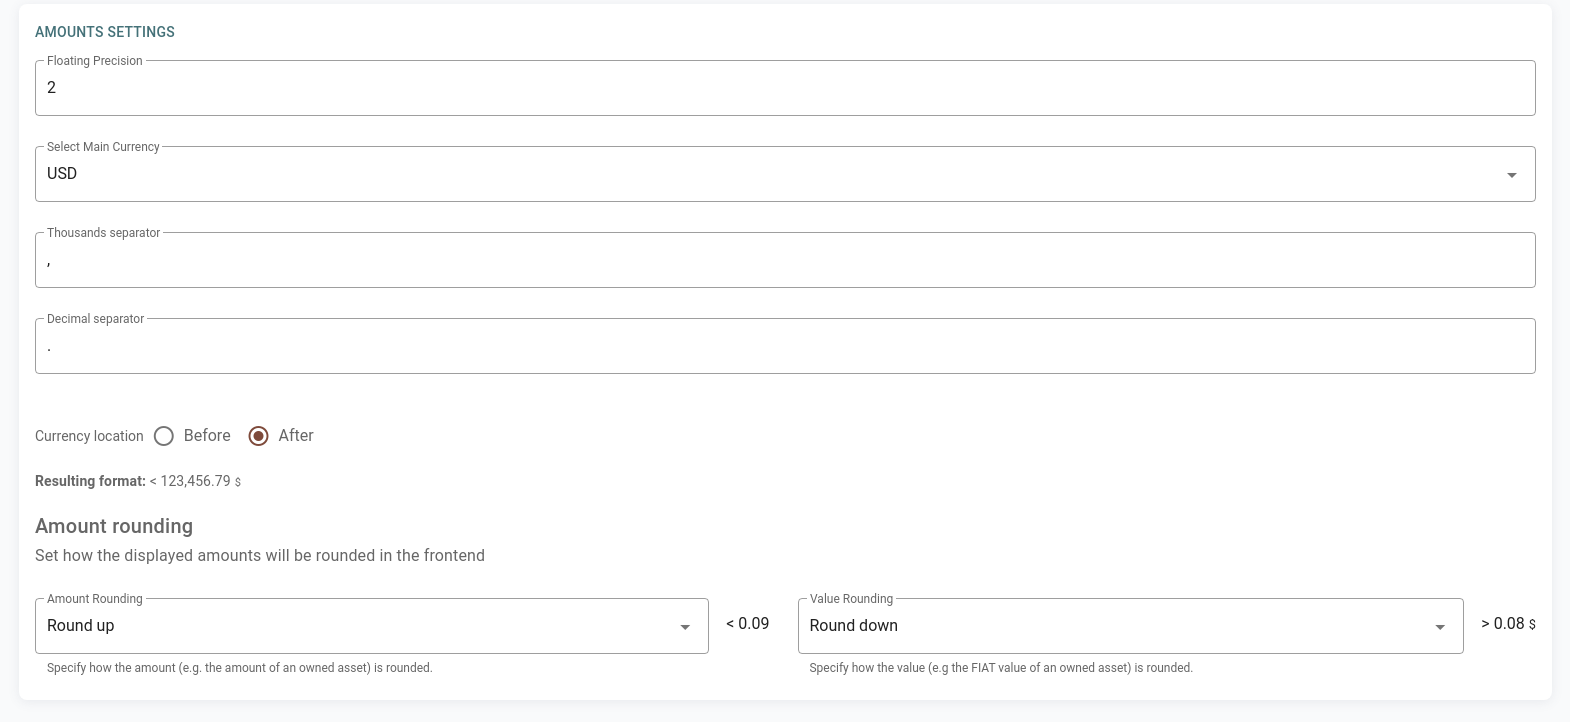 AMOUNTS SETTINGS
Floating Precision
2
Select Main Currency
USD
Thousands separator
,
Decimal separator
.
Currency location Before After
Resulting format: < 123,456.79 $
Amount rounding
Set how the displayed amounts will be rounded in the frontend
Amount Rounding
Round up
< 0.09
Specify how the amount (e.g. the amount of an owned asset) is rounded.
Value Rounding
Round down
> 0.08 $
Specify how the value (e.g the FIAT value of an owned asset) is rounded.